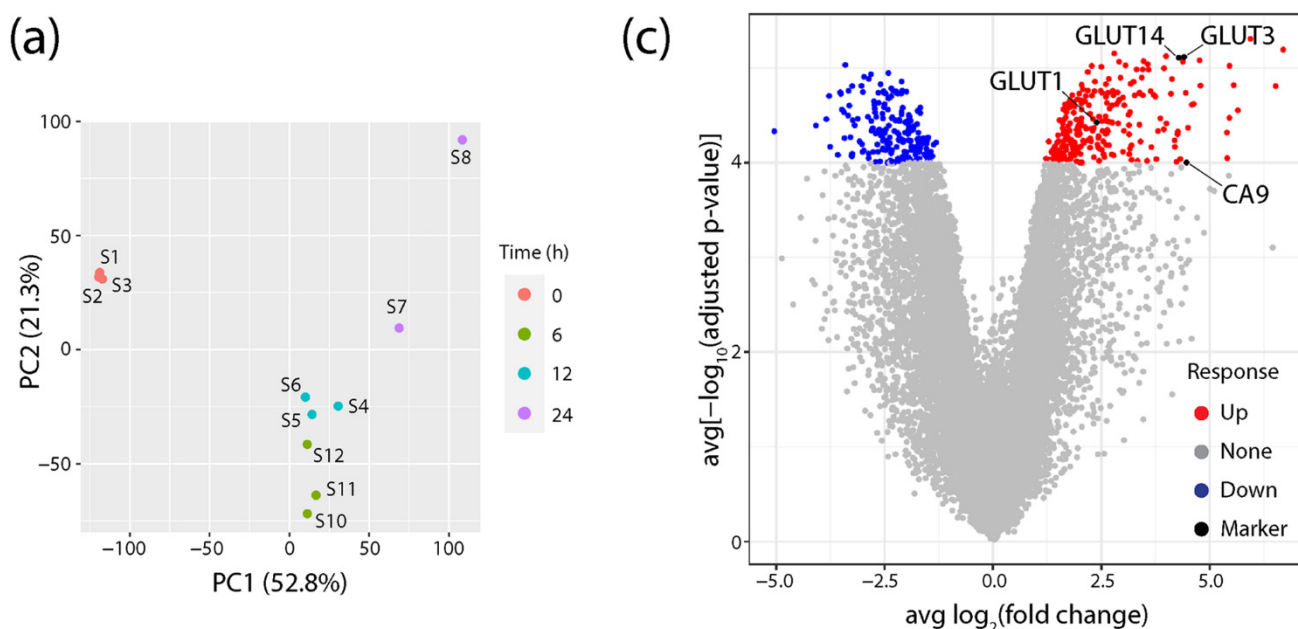 (a)
100
50
0
−50
PC2 (21.3%)
S1
S2
S3
S8
S7
S6
S5
S4
S12
S11
S10
−100
−50
0
50
100
PC1 (52.8%)
Time (h)
0
6
12
24
(c)
avg[−log10(adjusted p-value)]
4
2
0
GLUT14
GLUT3
GLUT1
CA9
Response
Up
None
Down
Marker
−5.0
−2.5
0.0
2.5
5.0
avg log2(fold change)